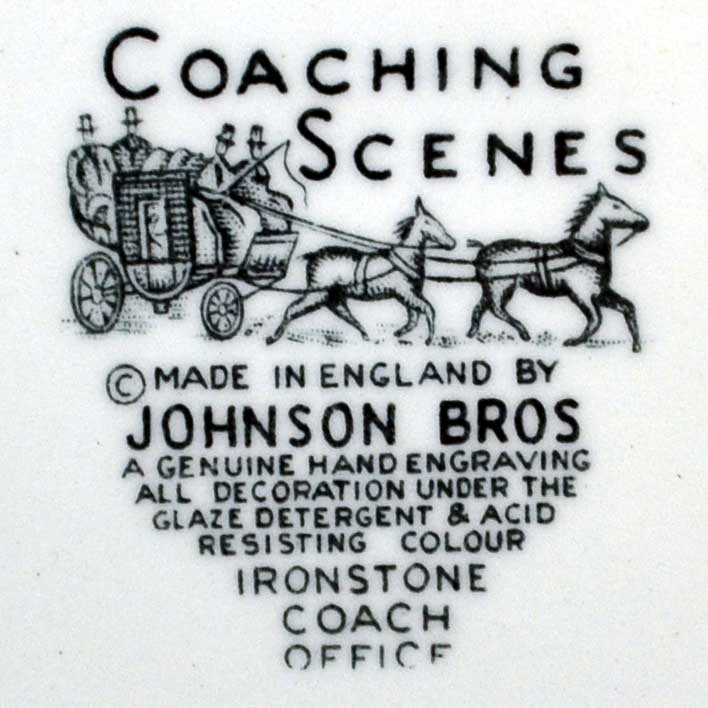 COACHING
SCENES
© MADE IN ENGLAND BY
JOHNSON BROS
A GENUINE HAND ENGRAVING
ALL DECORATION UNDER THE
GLAZE DETERGENT & ACID
RESISTING COLOUR
IRONSTONE
COACH
OFFICE